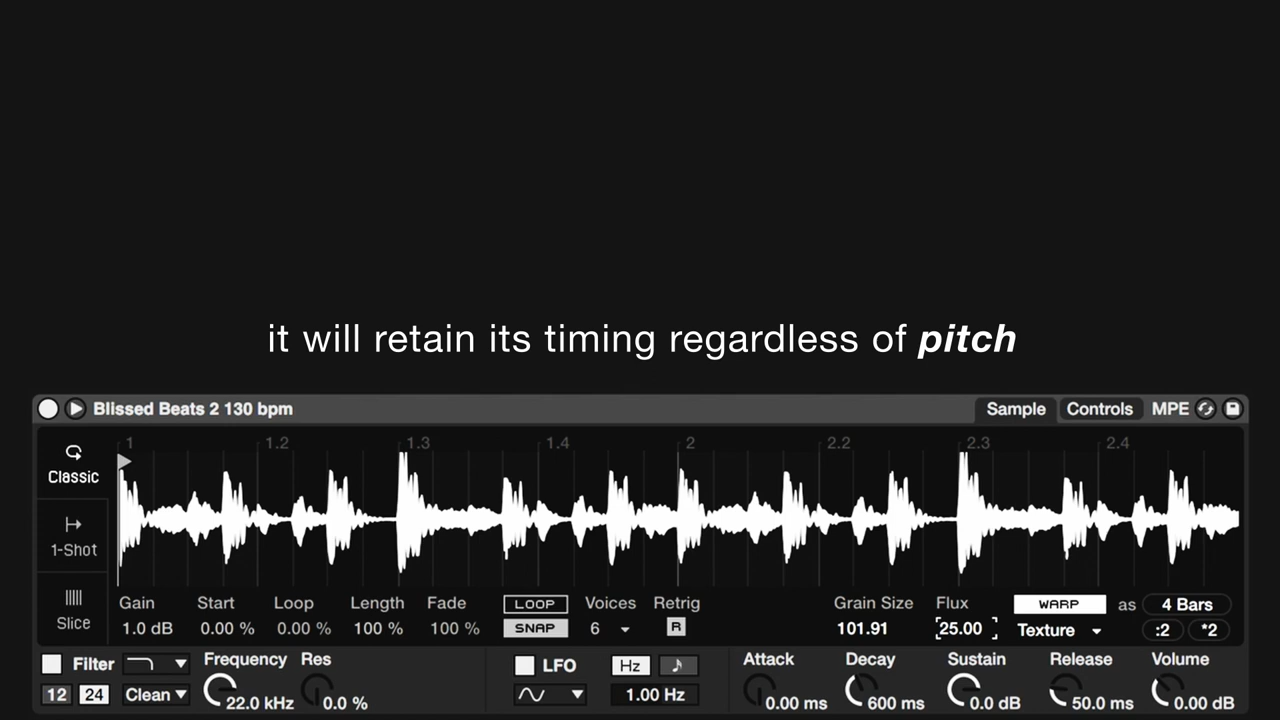 it will retain its timing regardless of pitch
Blissed Beats 2 130 bpm
Sample Controls MPE
1 1.2 1.3 1.4 2 2.2 2.3 2.4
Classic
1-Shot
Slice
Gain Start Loop Length Fade LOOP Voices Retrig Grain Size Flux WARP as 4 Bars
1.0 dB 0.00 % 0.00 % 100 % 100 % SNAP 6 R 101.91 25.00 Texture :2 *2
Filter Frequency Res LFO Hz Attack Decay Sustain Release Volume
12 24 Clean 22.0 kHz 0.0 % 1.00 Hz 0.00 ms 600 ms 0.0 dB 50.0 ms 0.00 dB